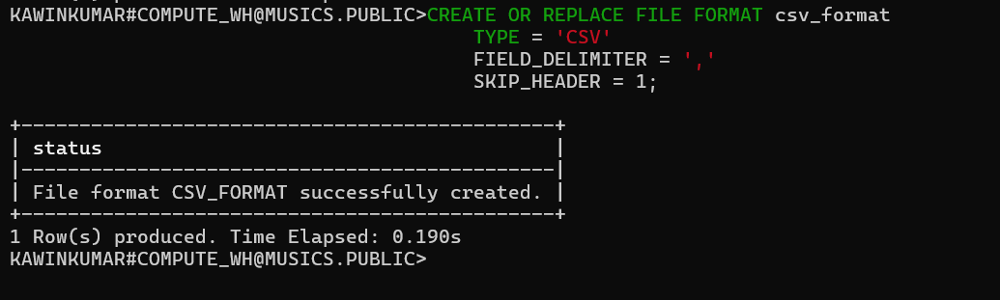 KAWINKUMAR#COMPUTE_WH@MUSICS.PUBLIC>CREATE OR REPLACE FILE FORMAT csv_format
TYPE = 'CSV'
FIELD_DELIMITER = ','
SKIP_HEADER = 1;
+----------------------------------------------+
| status                                       |
|----------------------------------------------|
| File format CSV_FORMAT successfully created. |
+----------------------------------------------+
1 Row(s) produced. Time Elapsed: 0.190s
KAWINKUMAR#COMPUTE_WH@MUSICS.PUBLIC>